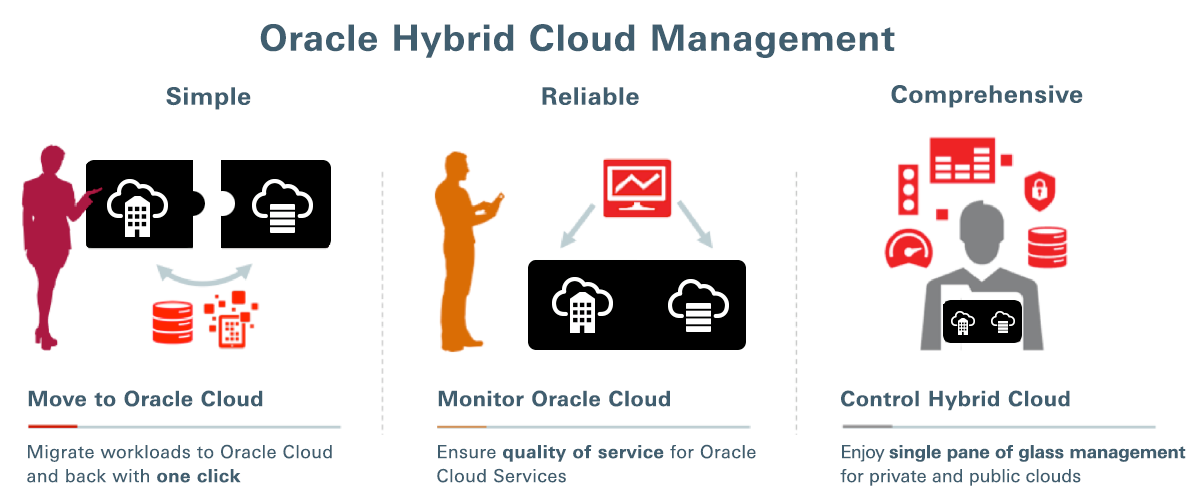 Oracle Hybrid Cloud Management
Simple
Reliable
Comprehensive
Move to Oracle Cloud
Migrate workloads to Oracle Cloud
and back with one click
Monitor Oracle Cloud
Ensure quality of service for Oracle
Cloud Services
Control Hybrid Cloud
Enjoy single pane of glass management
for private and public clouds